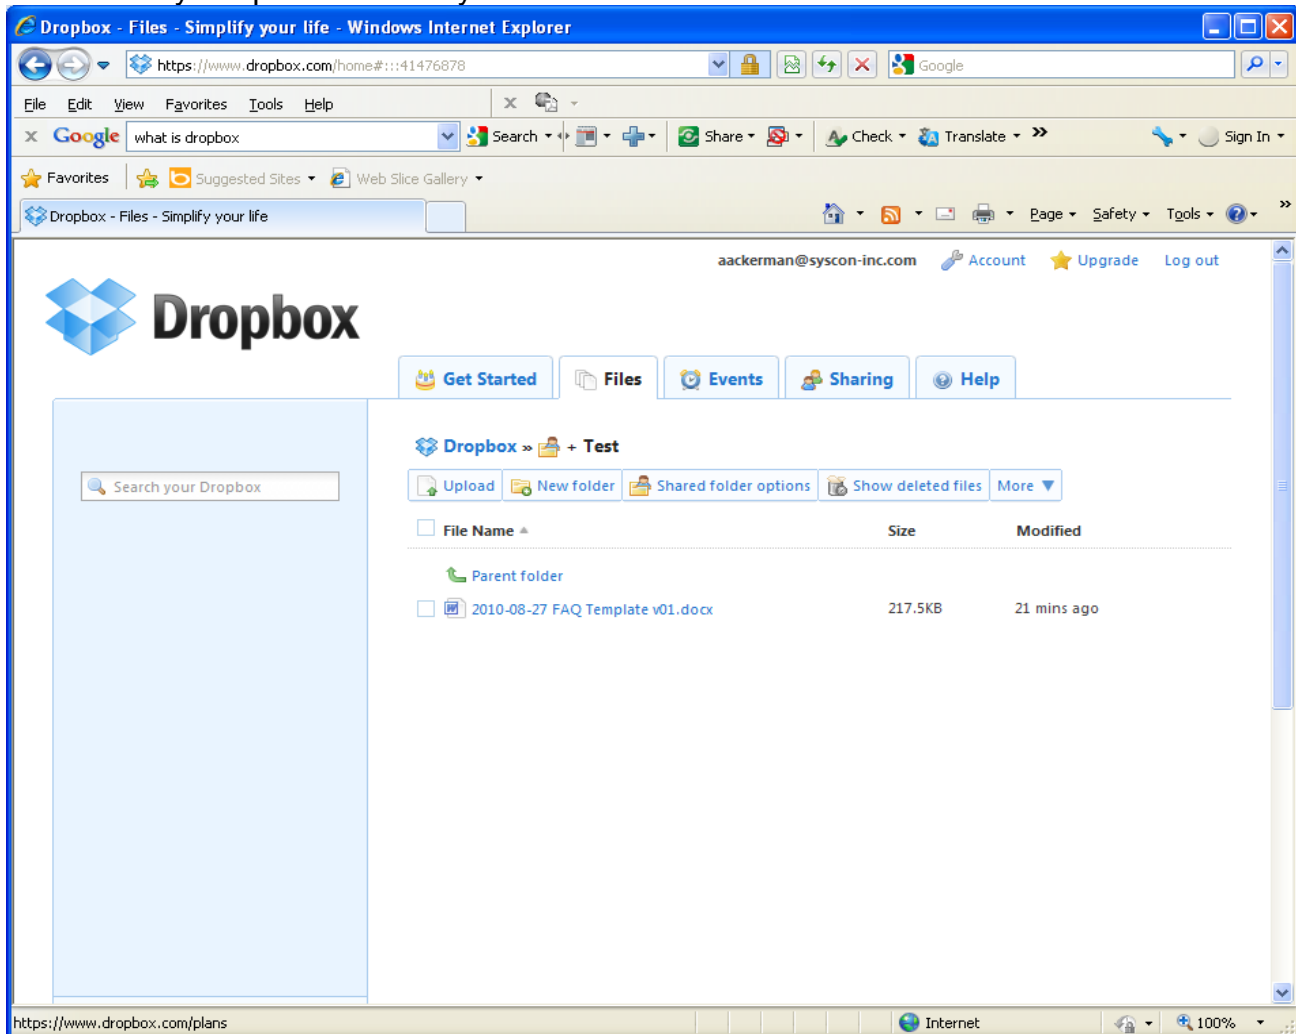 Dropbox - Files - Simplify your life - Windows Internet Explorer
https://www.dropbox.com/home#:::41476878
Google
File Edit View Favorites Tools Help
Google what is dropbox Search Share Check Translate Sign In
Favorites Suggested Sites Web Slice Gallery
Dropbox - Files - Simplify your life Page Safety Tools
aackerman@syscon-inc.com Account Upgrade Log out
Dropbox
Get Started Files Events Sharing Help
Dropbox » + Test
Search your Dropbox
Upload New folder Shared folder options Show deleted files More
File Name Size Modified
Parent folder
2010-08-27 FAQ Template v01.docx 217.5KB 21 mins ago
https://www.dropbox.com/plans Internet 100%